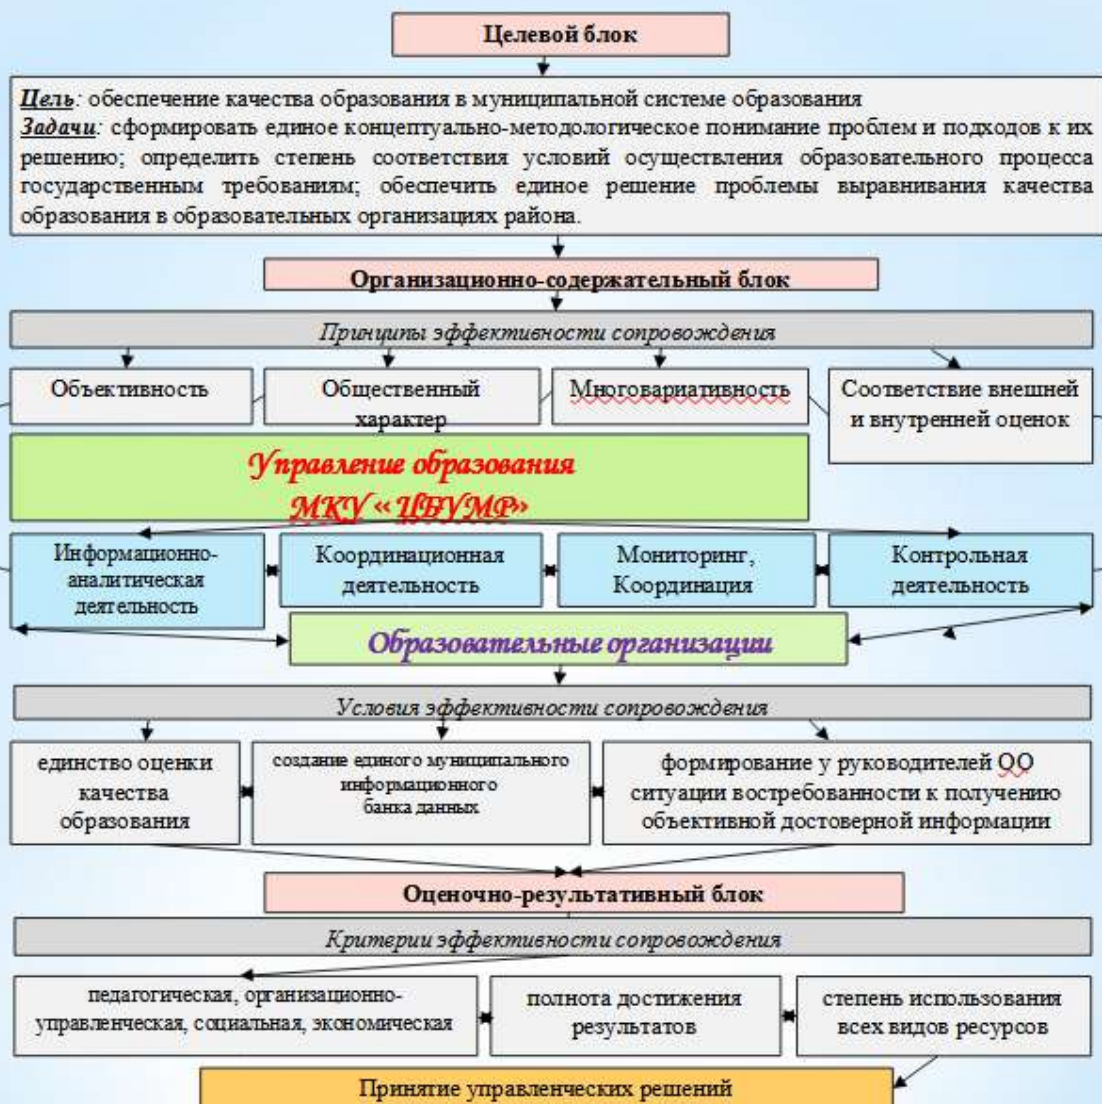 Целевой блок
Цель: обеспечение качества образования в муниципальной системе образования
Задачи: сформировать единое концептуально-методологическое понимание проблем и подходов к их
решению; определить степень соответствия условий осуществления образовательного процесса
государственным требованиям; обеспечить единое решение проблемы выравнивания качества
образования в образовательных организациях района.
Организационно-содержательный блок
Принципы эффективности сопровождения
Объективность
Общественный
характер
Многовариативность
Соответствие внешней
и внутренней оценок
Управление образования
МКУ « ЦБУМР»
Информационно-
аналитическая
деятельность
Координационная
деятельность
Мониторинг,
Координация
Контрольная
деятельность
Образовательные организации
Условия эффективности сопровождения
единство оценки
качества
образования
создание единого муниципального
информационного
банка данных
формирование у руководителей ОО
ситуации востребованности к получению
объективной достоверной информации
Оценочно-результативный блок
Критерии эффективности сопровождения
педагогическая, организационно-
управленческая, социальная, экономическая
полнота достижения
результатов
степень использования
всех видов ресурсов
Принятие управленческих решений